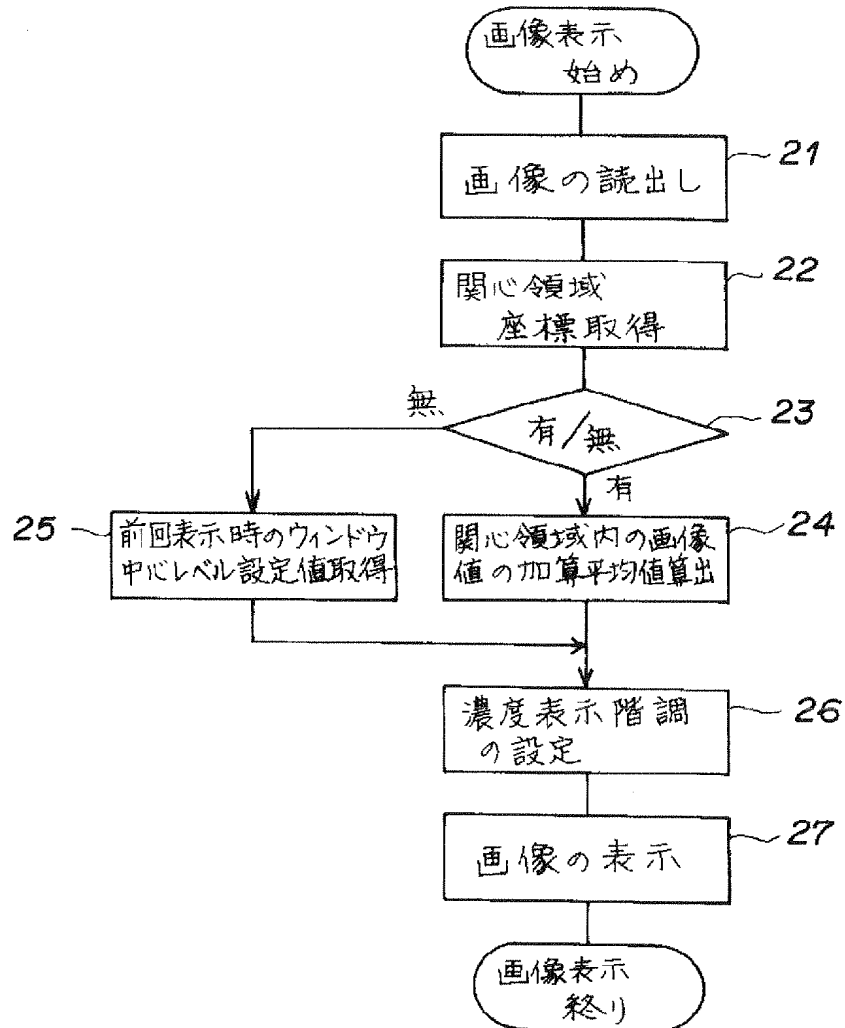 画像表示
始め
21
画像の読出し
22
関心領域
座標取得
23
有/無
無
有
25
前回表示時のウィンドウ
中心レベル設定値取得
24
関心領域内の画像
値の加算平均値算出
26
濃度表示階調
の設定
27
画像の表示
画像表示
終り